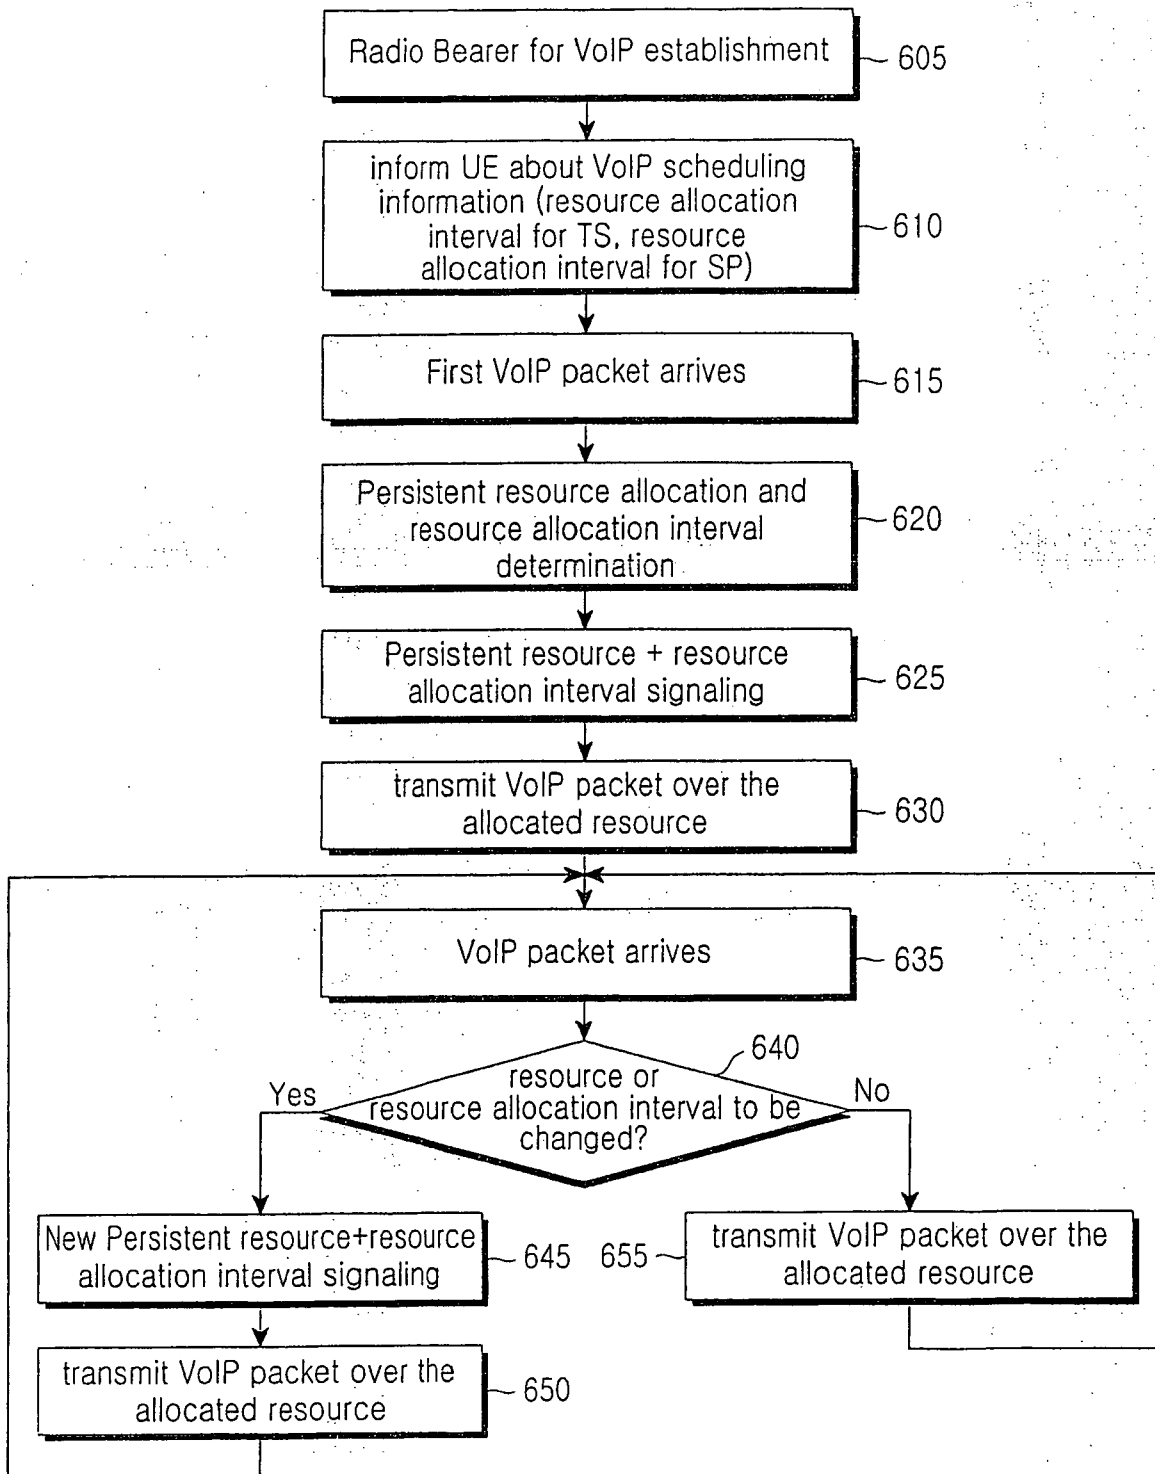 Radio Bearer for VoIP establishment
605
inform UE about VoIP scheduling
information (resource allocation
interval for TS, resource
allocation interval for SP)
610
First VoIP packet arrives
615
Persistent resource allocation and
resource allocation interval
determination
620
Persistent resource + resource
allocation interval signaling
625
transmit VoIP packet over the
allocated resource
630
VoIP packet arrives
635
640
resource or
resource allocation interval to be
changed?
Yes
No
New Persistent resource+resource
allocation interval signaling
645
655
transmit VoIP packet over the
allocated resource
transmit VoIP packet over the
allocated resource
650